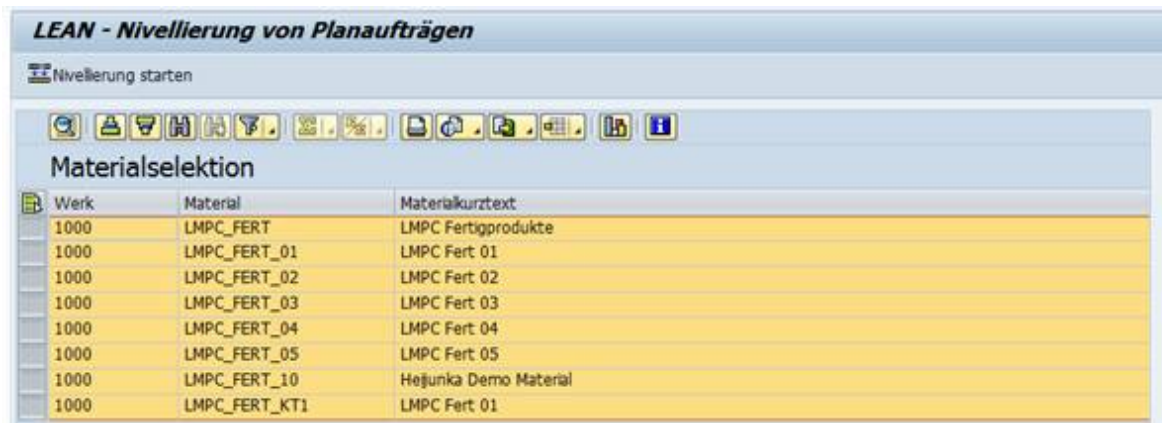 LEAN - Nivellierung von Planaufträgen
Nivellierung starten
Materialselektion
Werk Material Materialkurztext
1000 LMPC_FERT LMPC Fertigprodukte
1000 LMPC_FERT_01 LMPC Fert 01
1000 LMPC_FERT_02 LMPC Fert 02
1000 LMPC_FERT_03 LMPC Fert 03
1000 LMPC_FERT_04 LMPC Fert 04
1000 LMPC_FERT_05 LMPC Fert 05
1000 LMPC_FERT_10 Heijunka Demo Material
1000 LMPC_FERT_KT1 LMPC Fert 01